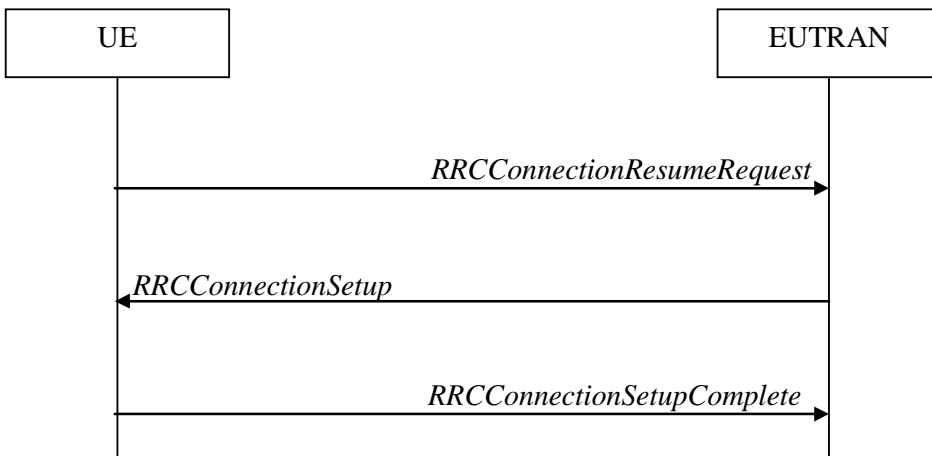 UE
EUTRAN
RRCConnectionResumeRequest
RRCConnectionSetup
RRCConnectionSetupComplete